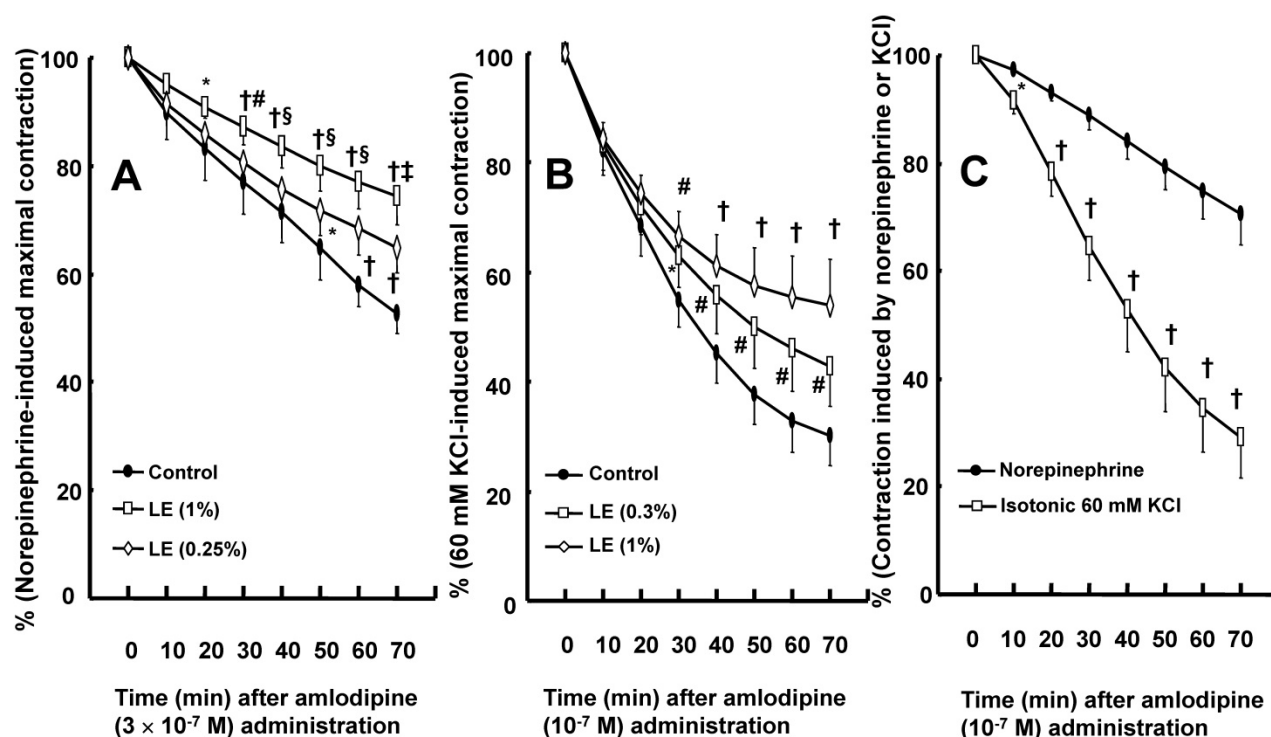 % (Norepinephrine-induced maximal contraction)
100
80
60
40
20
0
A
*
†#
†§
†§
†§
†‡
*
†
†
Control
LE (1%)
LE (0.25%)
0 10 20 30 40 50 60 70
Time (min) after amlodipine
(3 × 10-7 M) administration
% (60 mM KCl-induced maximal contraction)
100
80
60
40
20
0
B
#
†
†
†
†
*
#
#
#
#
Control
LE (0.3%)
LE (1%)
0 10 20 30 40 50 60 70
Time (min) after amlodipine
(10-7 M) administration
% (Contraction induced by norepinephrine or KCl)
100
80
60
40
20
0
C
*
†
†
†
†
†
†
Norepinephrine
Isotonic 60 mM KCl
0 10 20 30 40 50 60 70
Time (min) after amlodipine
(10-7 M) administration